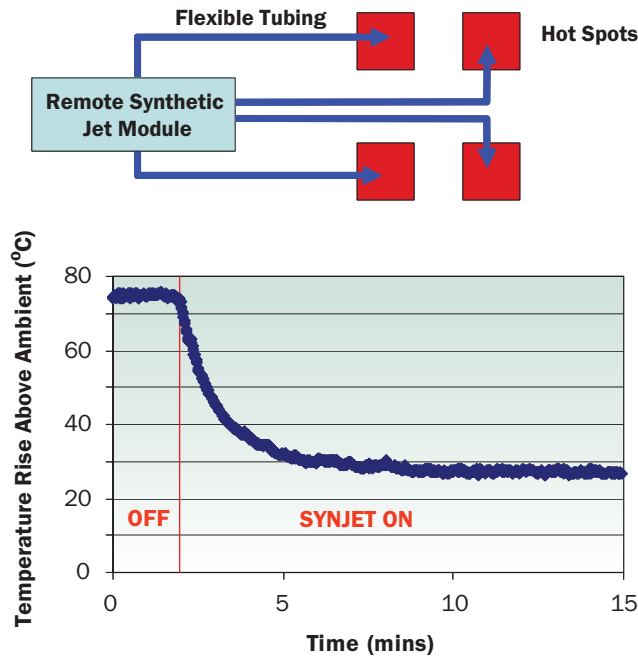 Flexible Tubing
Hot Spots
Remote Synthetic
Jet Module
Temperature Rise Above Ambient (⁰C)
80
60
40
20
0
OFF
SYNJET ON
0
5
10
15
Time (mins)